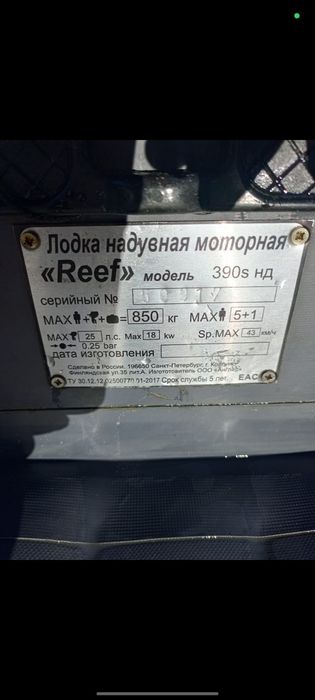 Лодка надувная моторная
«Reef» модель 390s нд
серийный №
MAX + + = 850 кг MAX 5+1
MAX 25 л.с. Max 18 kw Sp.MAX 43 км/ч
0.25 bar
дата изготовления
Сделано в России. 196650 Санкт-Петербург г. Колпино
Финляндская ул.35 лит.А. Изготовитель ООО
ТУ 30.12.12 Срок службы 5 лет. EAC